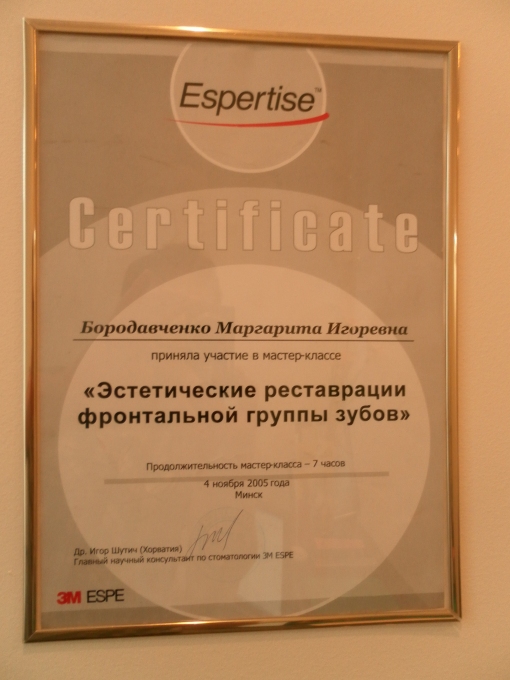 Espertise™
Certificate
Бородавченко Маргарита Игоревна
приняла участие в мастер-классе
«Эстетические реставрации
фронтальной группы зубов»
Продолжительность мастер-класса – 7 часов
4 ноября 2005 года
Минск
Др. Игор Шутич (Хорватия)
Главный научный консультант по стоматологии 3M ESPE
3M ESPE